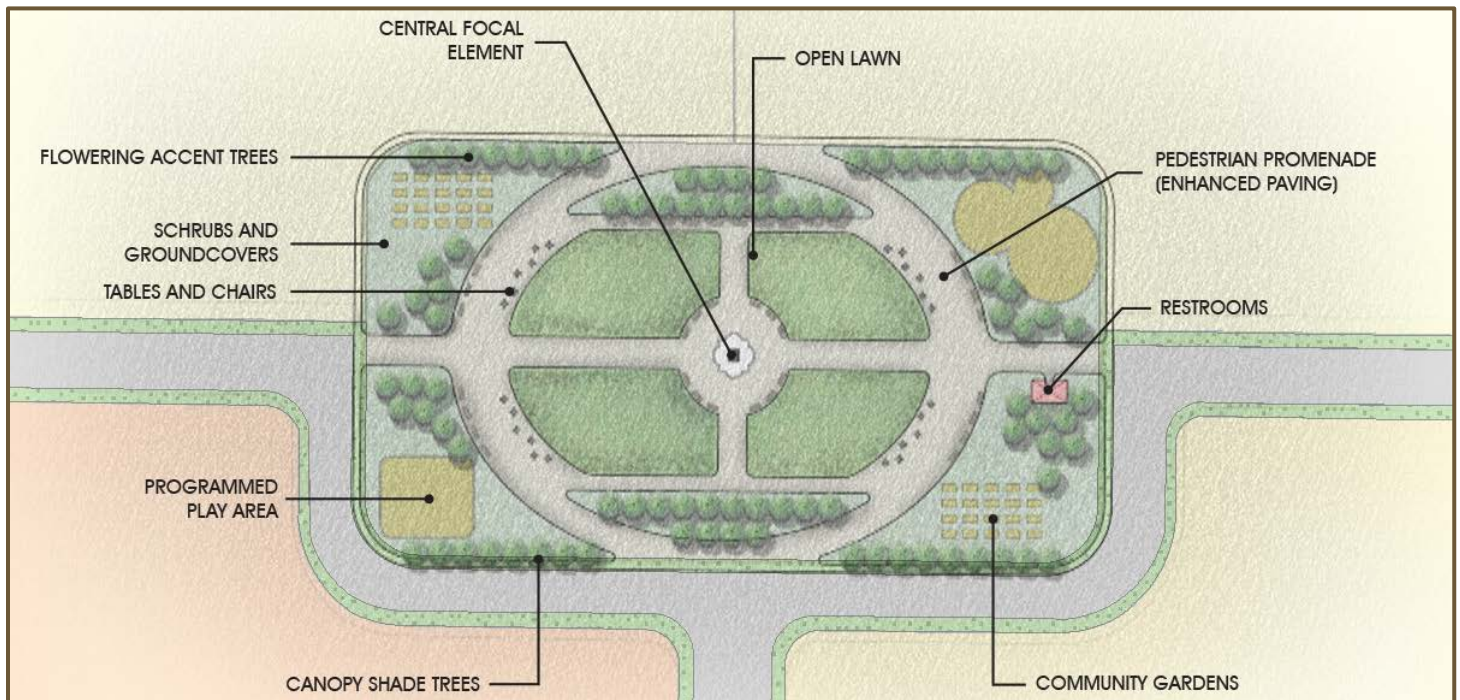 CENTRAL FOCAL
ELEMENT
OPEN LAWN
FLOWERING ACCENT TREES
PEDESTRIAN PROMENADE
(ENHANCED PAVING)
SCHRUBS AND
GROUNDCOVERS
TABLES AND CHAIRS
RESTROOMS
PROGRAMMED
PLAY AREA
CANOPY SHADE TREES
COMMUNITY GARDENS